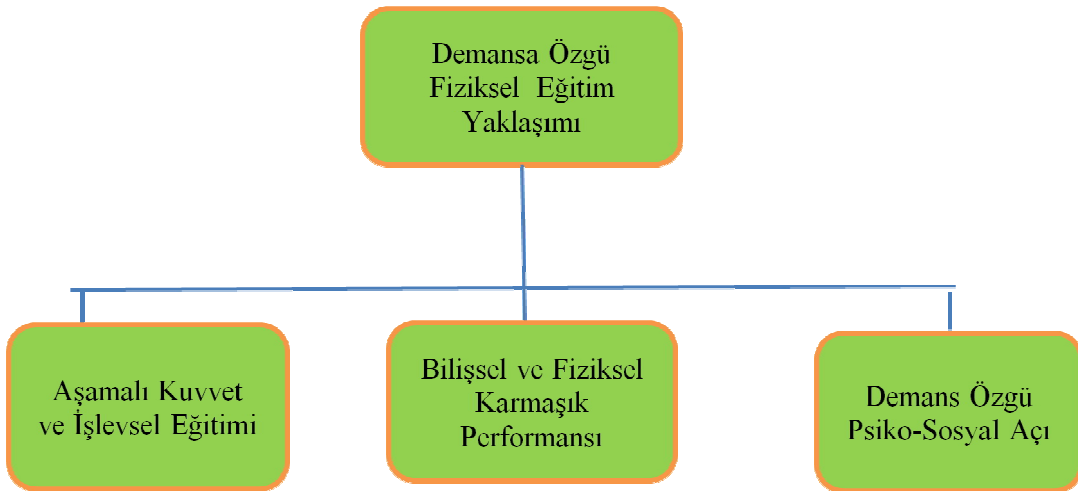 Demansa Özgü
Fiziksel Eğitim
Yaklaşımı
Aşamalı Kuvvet
ve İşlevsel Eğitimi
Bilişsel ve Fiziksel
Karmaşık
Performansı
Demans Özgü
Psiko-Sosyal Açı